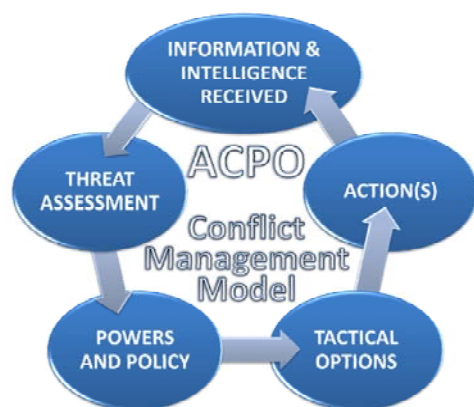 INFORMATION &
INTELLIGENCE
RECEIVED
ACPO
THREAT
ASSESSMENT
ACTION(S)
Conflict
Management
Model
POWERS
AND POLICY
TACTICAL
OPTIONS